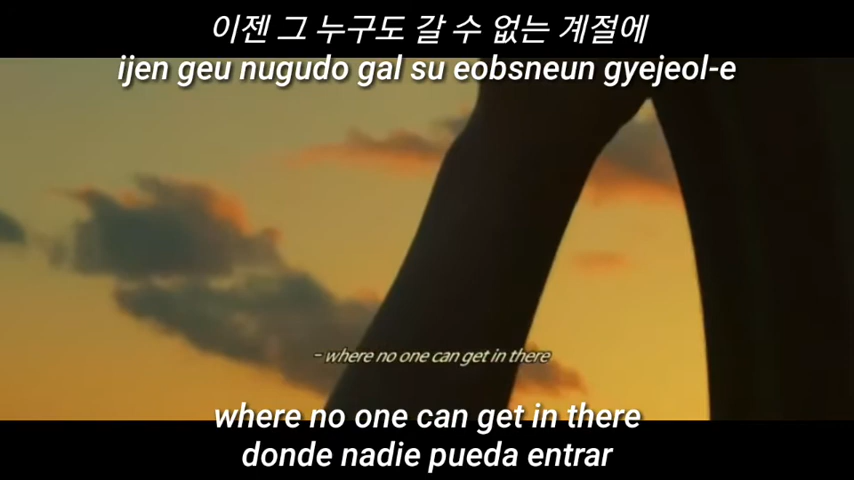 이젠 그 누구도 갈 수 없는 계절에
ijen geu nugudo gal su eobsneun gyejeol-e
- where no one can get in there
where no one can get in there
donde nadie pueda entrar